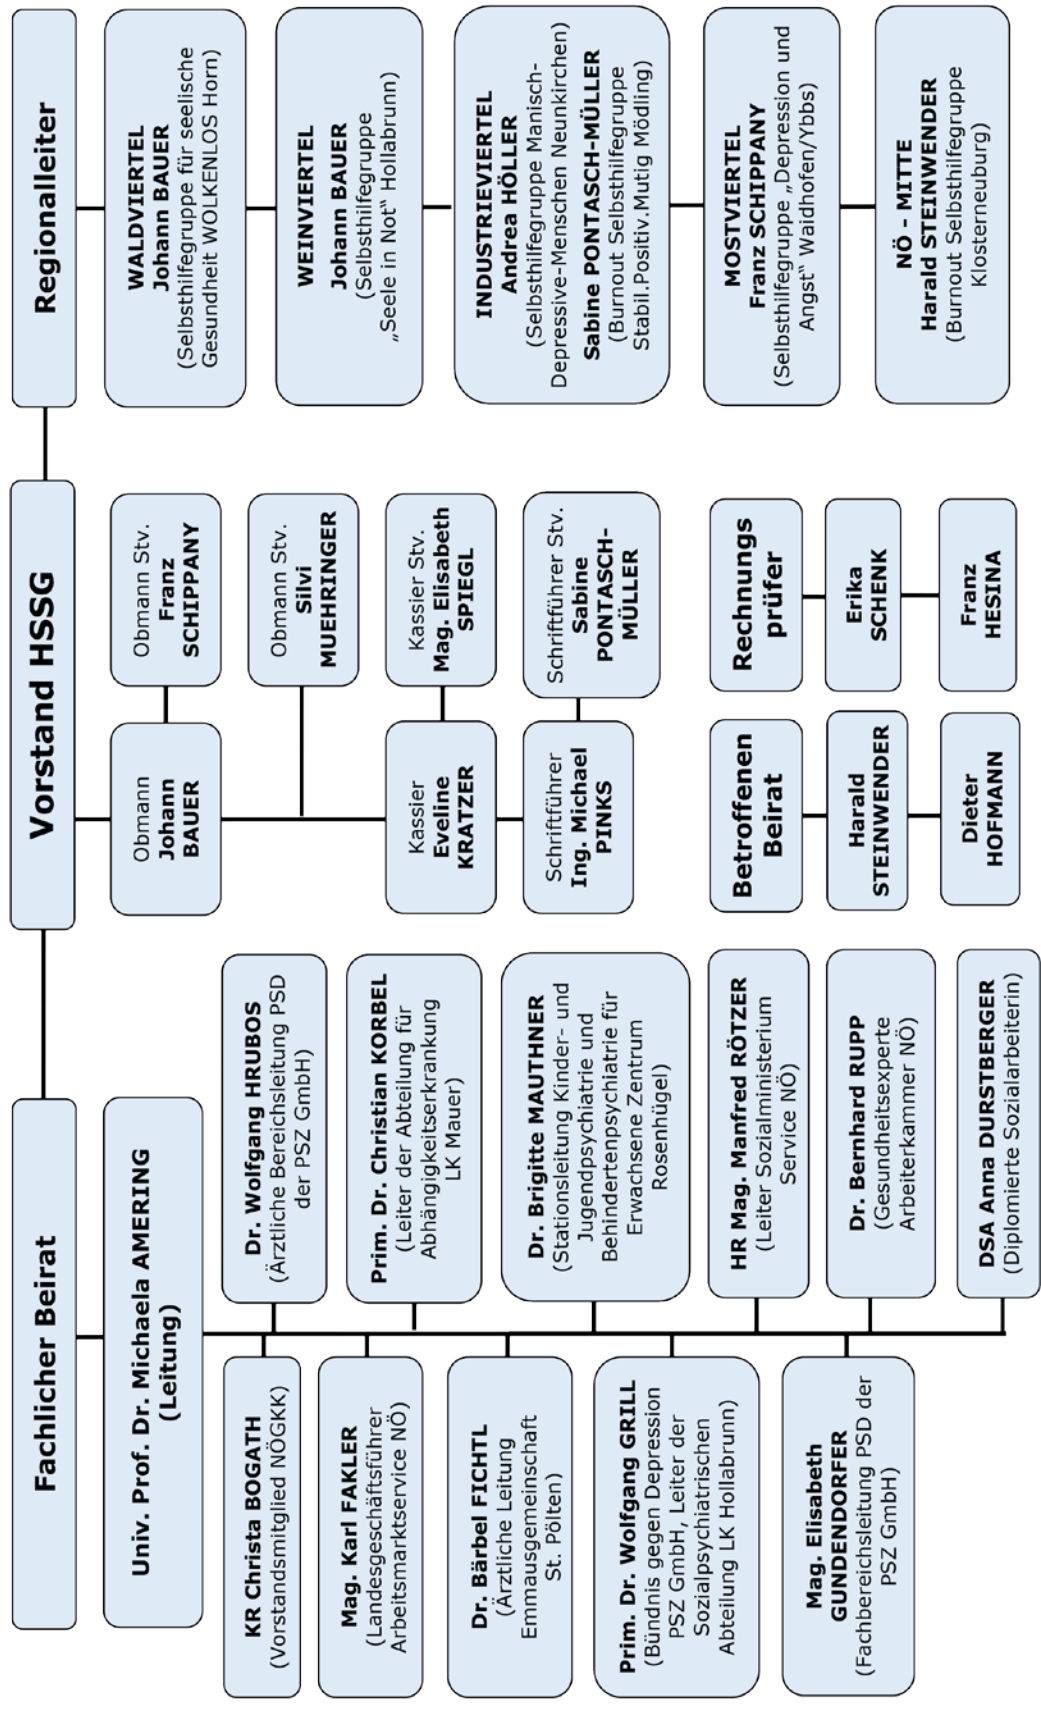 Fachlicher Beirat
Univ. Prof. Dr. Michaela AMERING
(Leitung)
KR Christa BOGATH
(Vorstandsmitglied NÖGKK)
Mag. Karl FAKLER
(Landesgeschäftsführer
Arbeitsmarktservice NÖ)
Dr. Bärbel FICHTL
(Ärztliche Leitung
Emmausgemeinschaft
St. Pölten)
Prim. Dr. Wolfgang GRILL
(Bündnis gegen Depression
PSZ GmbH, Leiter der
Sozialpsychiatrischen
Abteilung LK Hollabrunn)
Mag. Elisabeth
GUNDENDORFER
(Fachbereichsleitung PSD der
PSZ GmbH)
Dr. Wolfgang HRUBOS
(Ärztliche Bereichsleitung PSD
der PSZ GmbH)
Prim. Dr. Christian KORBEL
(Leiter der Abteilung für
Abhängigkeitserkrankung
LK Mauer)
Dr. Brigitte MAUTHNER
(Stationsleitung Kinder- und
Jugendpsychiatrie und
Behindertenpsychiatrie für
Erwachsene Zentrum
Rosenhügel)
HR Mag. Manfred RÖTZER
(Leiter Sozialministerium
Service NÖ)
Dr. Bernhard RUPP
(Gesundheitsexperte
Arbeiterkammer NÖ)
DSA Anna DURSTBERGER
(Diplomierte Sozialarbeiterin)
Vorstand HSSG
Obmann
Johann
BAUER
Obmann Stv.
Franz
SCHIPPANY
Obmann Stv.
Silvi
MUEHRINGER
Kassier
Eveline
KRATZER
Kassier Stv.
Mag. Elisabeth
SPIEGL
Schriftführer
Ing. Michael
PINKS
Schriftführer Stv.
Sabine
PONTASCH-
MÜLLER
Betroffenen
Beirat
Harald
STEINWENDER
Dieter
HOFMANN
Rechnungs
prüfer
Erika
SCHENK
Franz
HESINA
Regionalleiter
WALDVIERTEL
Johann BAUER
(Selbsthilfegruppe für seelische
Gesundheit WOLKENLOS Horn)
WEINVIERTEL
Johann BAUER
(Selbsthilfegruppe
„Seele in Not" Hollabrunn)
INDUSTRIEVIERTEL
Andrea HÖLLER
(Selbsthilfegruppe Manisch-
Depressive-Menschen Neunkirchen)
Sabine PONTASCH-MÜLLER
(Burnout Selbsthilfegruppe
Stabil.Positiv.Mutig Mödling)
MOSTVIERTEL
Franz SCHIPPANY
(Selbsthilfegruppe „Depression und
Angst" Waidhofen/Ybbs)
NÖ - MITTE
Harald STEINWENDER
(Burnout Selbsthilfegruppe
Klosterneuburg)